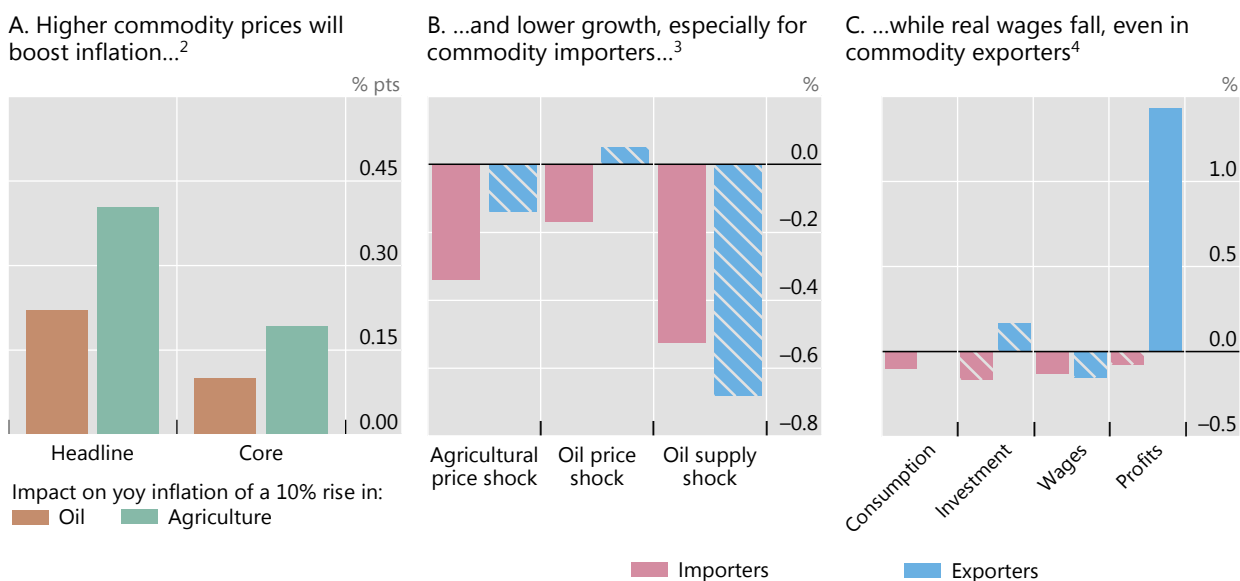 A. Higher commodity prices will
boost inflation...2
% pts
0.45
0.30
0.15
0.00
Headline Core
Impact on yoy inflation of a 10% rise in:
Oil Agriculture
B. ...and lower growth, especially for
commodity importers...3
%
0.0
−0.2
−0.4
−0.6
−0.8
Agricultural Oil price Oil supply
price shock shock shock
C. ...while real wages fall, even in
commodity exporters4
%
1.0
0.5
0.0
−0.5
Consumption
Investment
Wages
Profits
Importers Exporters